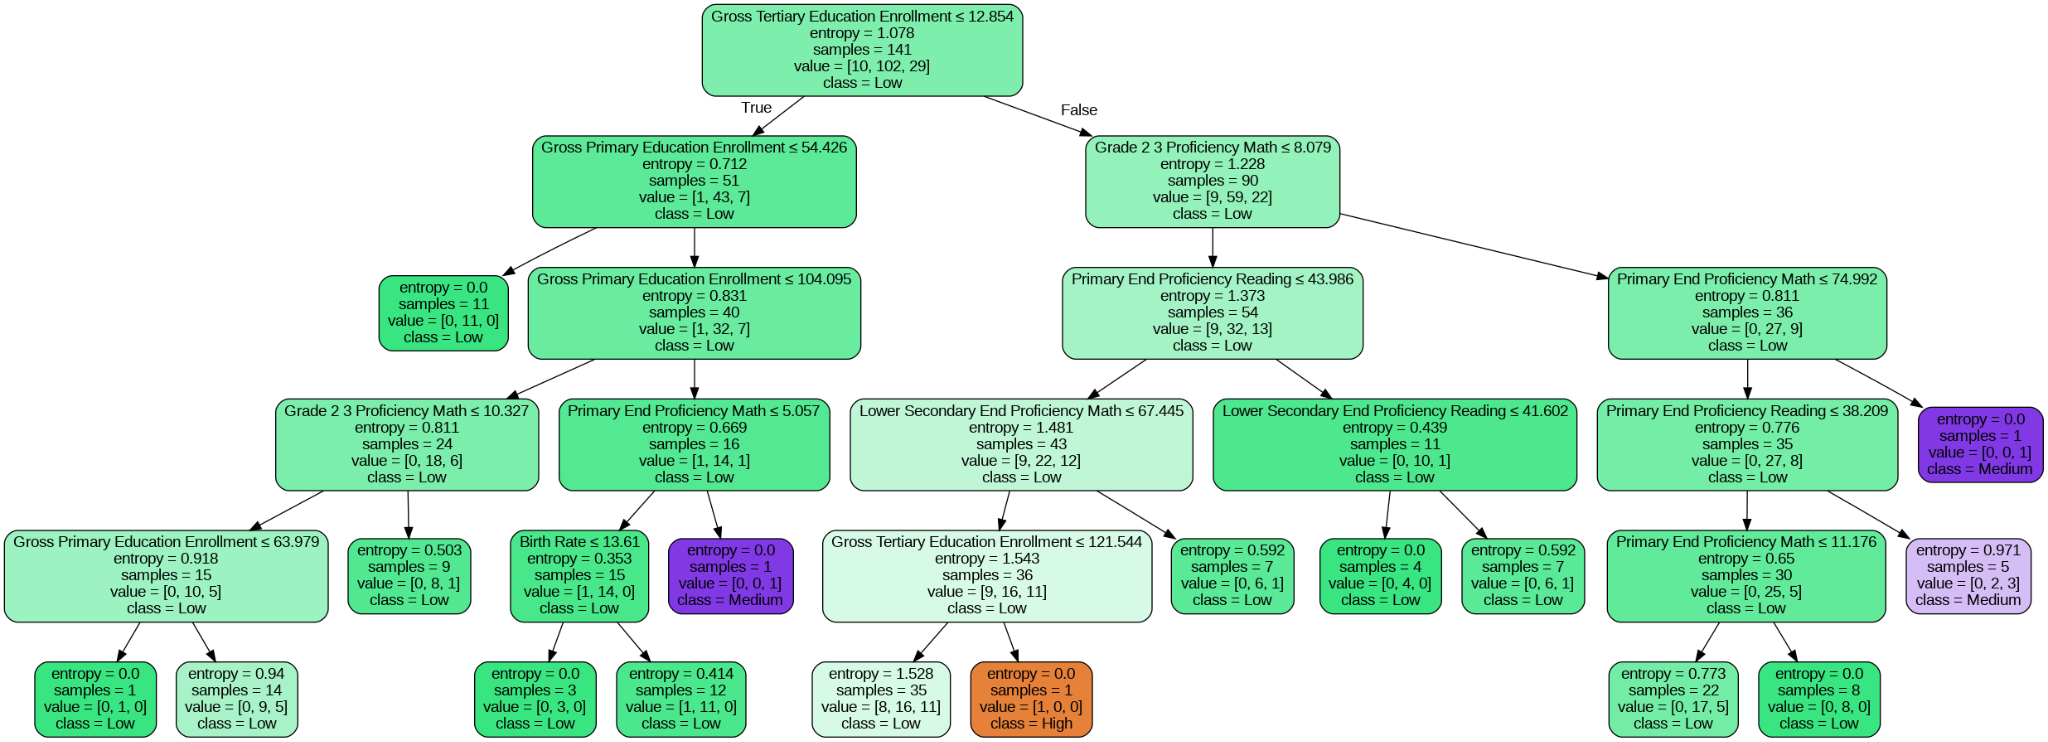 Gross Tertiary Education Enrollment ≤ 12.854
entropy = 1.078
samples = 141
value = [10, 102, 29]
class = Low
True
False
Gross Primary Education Enrollment ≤ 54.426
entropy = 0.712
samples = 51
value = [1, 43, 7]
class = Low
Grade 2 3 Proficiency Math ≤ 8.079
entropy = 1.228
samples = 90
value = [9, 59, 22]
class = Low
entropy = 0.0
samples = 11
value = [0, 11, 0]
class = Low
Gross Primary Education Enrollment ≤ 104.095
entropy = 0.831
samples = 40
value = [1, 32, 7]
class = Low
Primary End Proficiency Reading ≤ 43.986
entropy = 1.373
samples = 54
value = [9, 32, 13]
class = Low
Primary End Proficiency Math ≤ 74.992
entropy = 0.811
samples = 36
value = [0, 27, 9]
class = Low
Grade 2 3 Proficiency Math ≤ 10.327
entropy = 0.811
samples = 24
value = [0, 18, 6]
class = Low
Primary End Proficiency Math ≤ 5.057
entropy = 0.669
samples = 16
value = [1, 14, 1]
class = Low
Lower Secondary End Proficiency Math ≤ 67.445
entropy = 1.481
samples = 43
value = [9, 22, 12]
class = Low
Lower Secondary End Proficiency Reading ≤ 41.602
entropy = 0.439
samples = 11
value = [0, 10, 1]
class = Low
Primary End Proficiency Reading ≤ 38.209
entropy = 0.776
samples = 35
value = [0, 27, 8]
class = Low
entropy = 0.0
samples = 1
value = [0, 0, 1]
class = Medium
Gross Primary Education Enrollment ≤ 63.979
entropy = 0.918
samples = 15
value = [0, 10, 5]
class = Low
entropy = 0.503
samples = 9
value = [0, 8, 1]
class = Low
Birth Rate ≤ 13.61
entropy = 0.353
samples = 15
value = [1, 14, 0]
class = Low
entropy = 0.0
samples = 1
value = [0, 0, 1]
class = Medium
Gross Tertiary Education Enrollment ≤ 121.544
entropy = 1.543
samples = 36
value = [9, 16, 11]
class = Low
entropy = 0.592
samples = 7
value = [0, 6, 1]
class = Low
entropy = 0.0
samples = 4
value = [0, 4, 0]
class = Low
entropy = 0.592
samples = 7
value = [0, 6, 1]
class = Low
Primary End Proficiency Math ≤ 11.176
entropy = 0.65
samples = 30
value = [0, 25, 5]
class = Low
entropy = 0.971
samples = 5
value = [0, 2, 3]
class = Medium
entropy = 0.0
samples = 1
value = [0, 1, 0]
class = Low
entropy = 0.94
samples = 14
value = [0, 9, 5]
class = Low
entropy = 0.0
samples = 3
value = [0, 3, 0]
class = Low
entropy = 0.414
samples = 12
value = [1, 11, 0]
class = Low
entropy = 1.528
samples = 35
value = [8, 16, 11]
class = Low
entropy = 0.0
samples = 1
value = [1, 0, 0]
class = High
entropy = 0.773
samples = 22
value = [0, 17, 5]
class = Low
entropy = 0.0
samples = 8
value = [0, 8, 0]
class = Low